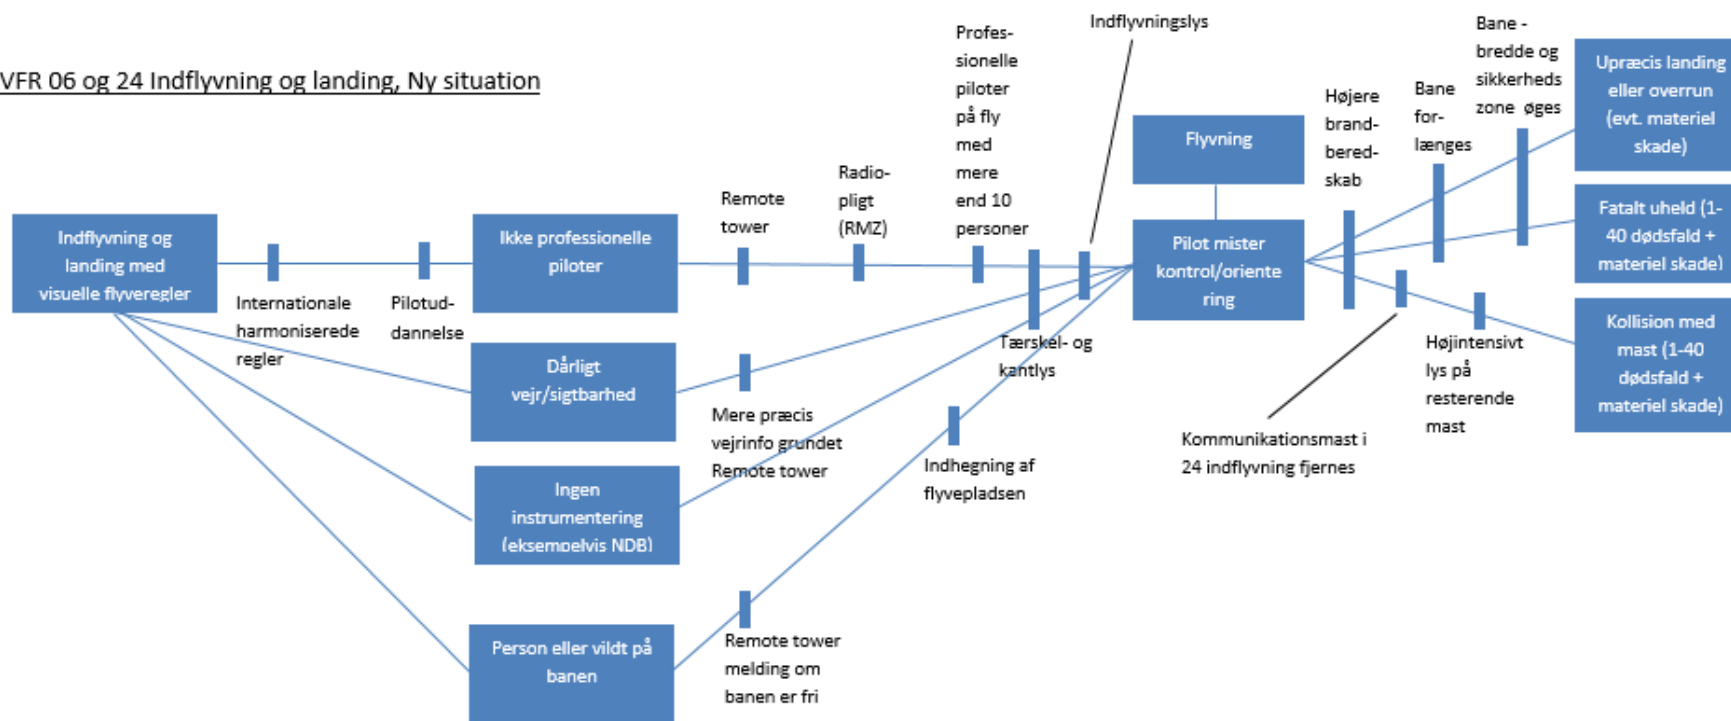 VFR 06 og 24 Indflyvning og landing, Ny situation
Indflyvning og
landing med
visuelle flyveregler
Internationale
harmoniserede
regler
Pilotud-
dannelse
Ikke professionelle
piloter
Dårligt
vejr/sigtbarhed
Ingen
instrumentering
(eksempelvis NDB)
Person eller vildt på
banen
Remote
tower
Radio-
pligt
(RMZ)
Profes-
sionelle
piloter
på fly
med
mere
end 10
personer
Indflyvningslys
Tærskel- og
kantlys
Mere præcis
vejrinfo grundet
Remote tower
Indhegning af
flyvepladsen
Remote tower
melding om
banen er fri
Flyvning
Pilot mister
kontrol/oriente
ring
Højere
brand-
bered-
skab
Bane
for-
længes
Bane -
bredde og
sikkerheds
zone øges
Kommunikationsmast i
24 indflyvning fjernes
Højintensivt
lys på
resterende
mast
Upræcis landing
eller overrun
(evt. materiel
skade)
Fatalt uheld (1-
40 dødsfald +
materiel skade)
Kollision med
mast (1-40
dødsfald +
materiel skade)